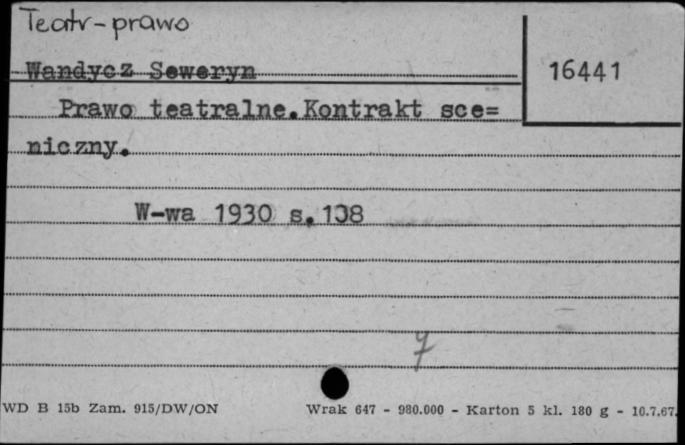 Teatr-prawo
Wandycz Seweryn
16441
Prawo teatralne. Kontrakt sce=
niczny.
W-wa 1930 s. 108
7
WD B 15b Zam. 915/DW/ON
Wrak 647 - 980.000 - Karton 5 kl. 180 g - 10.7.67.